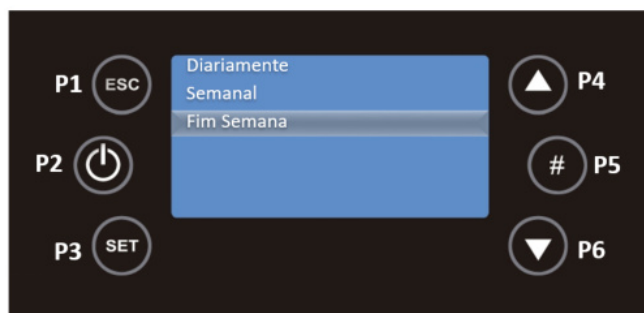 P1 ESC
Diariamente
P4
Semanal
Fim Semana
P2
# P5
P3 SET
P6